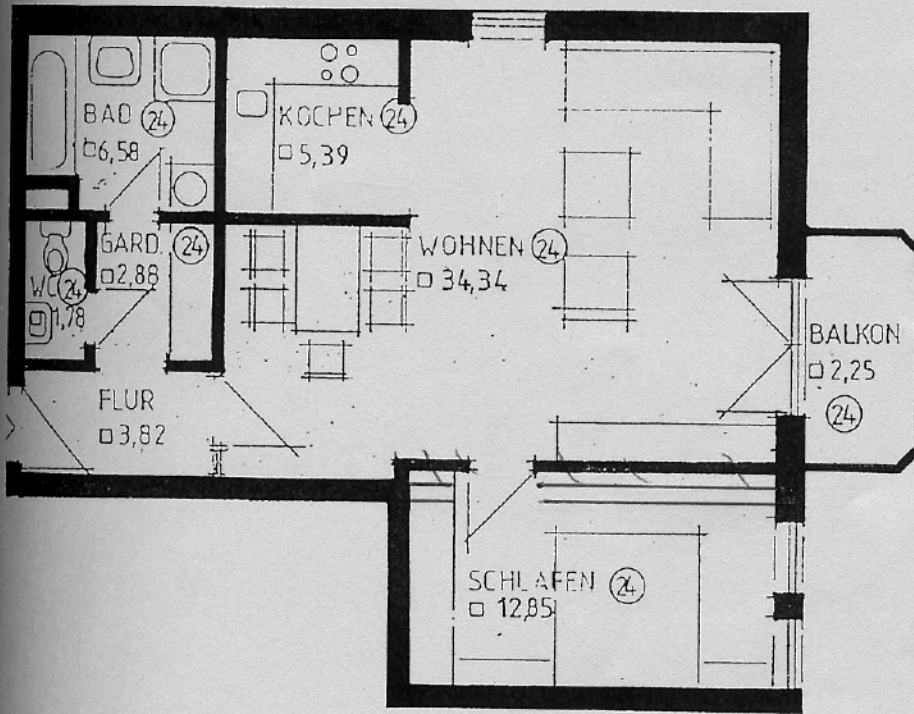 BAD 24
□6,58
KOCHEN 24
□5,39
GARD. 24
□2,88
WOHNEN 24
□ 34,34
24
1,78
BALKON
□ 2,25
24
FLUR
□3,82
SCHLAFEN 24
□ 12,85